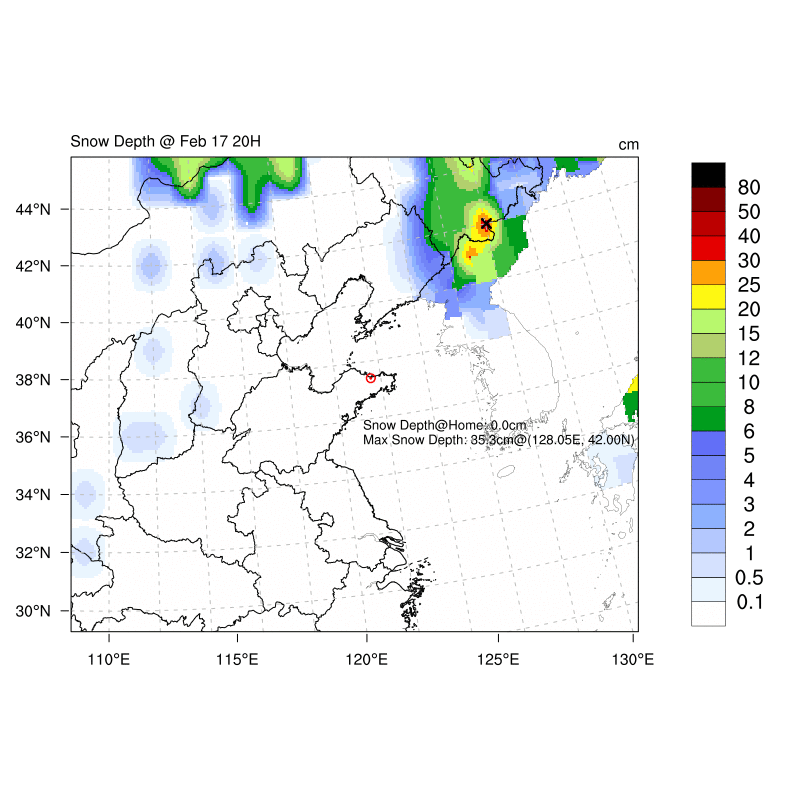 Snow Depth @ Feb 17 20H
cm
44°N
42°N
40°N
38°N
36°N
34°N
32°N
30°N
110°E
115°E
120°E
125°E
130°E
Snow Depth@Home: 0.0cm
Max Snow Depth: 35.3cm@(128.05E, 42.00N)
80
50
40
30
25
20
15
12
10
8
6
5
4
3
2
1
0.5
0.1